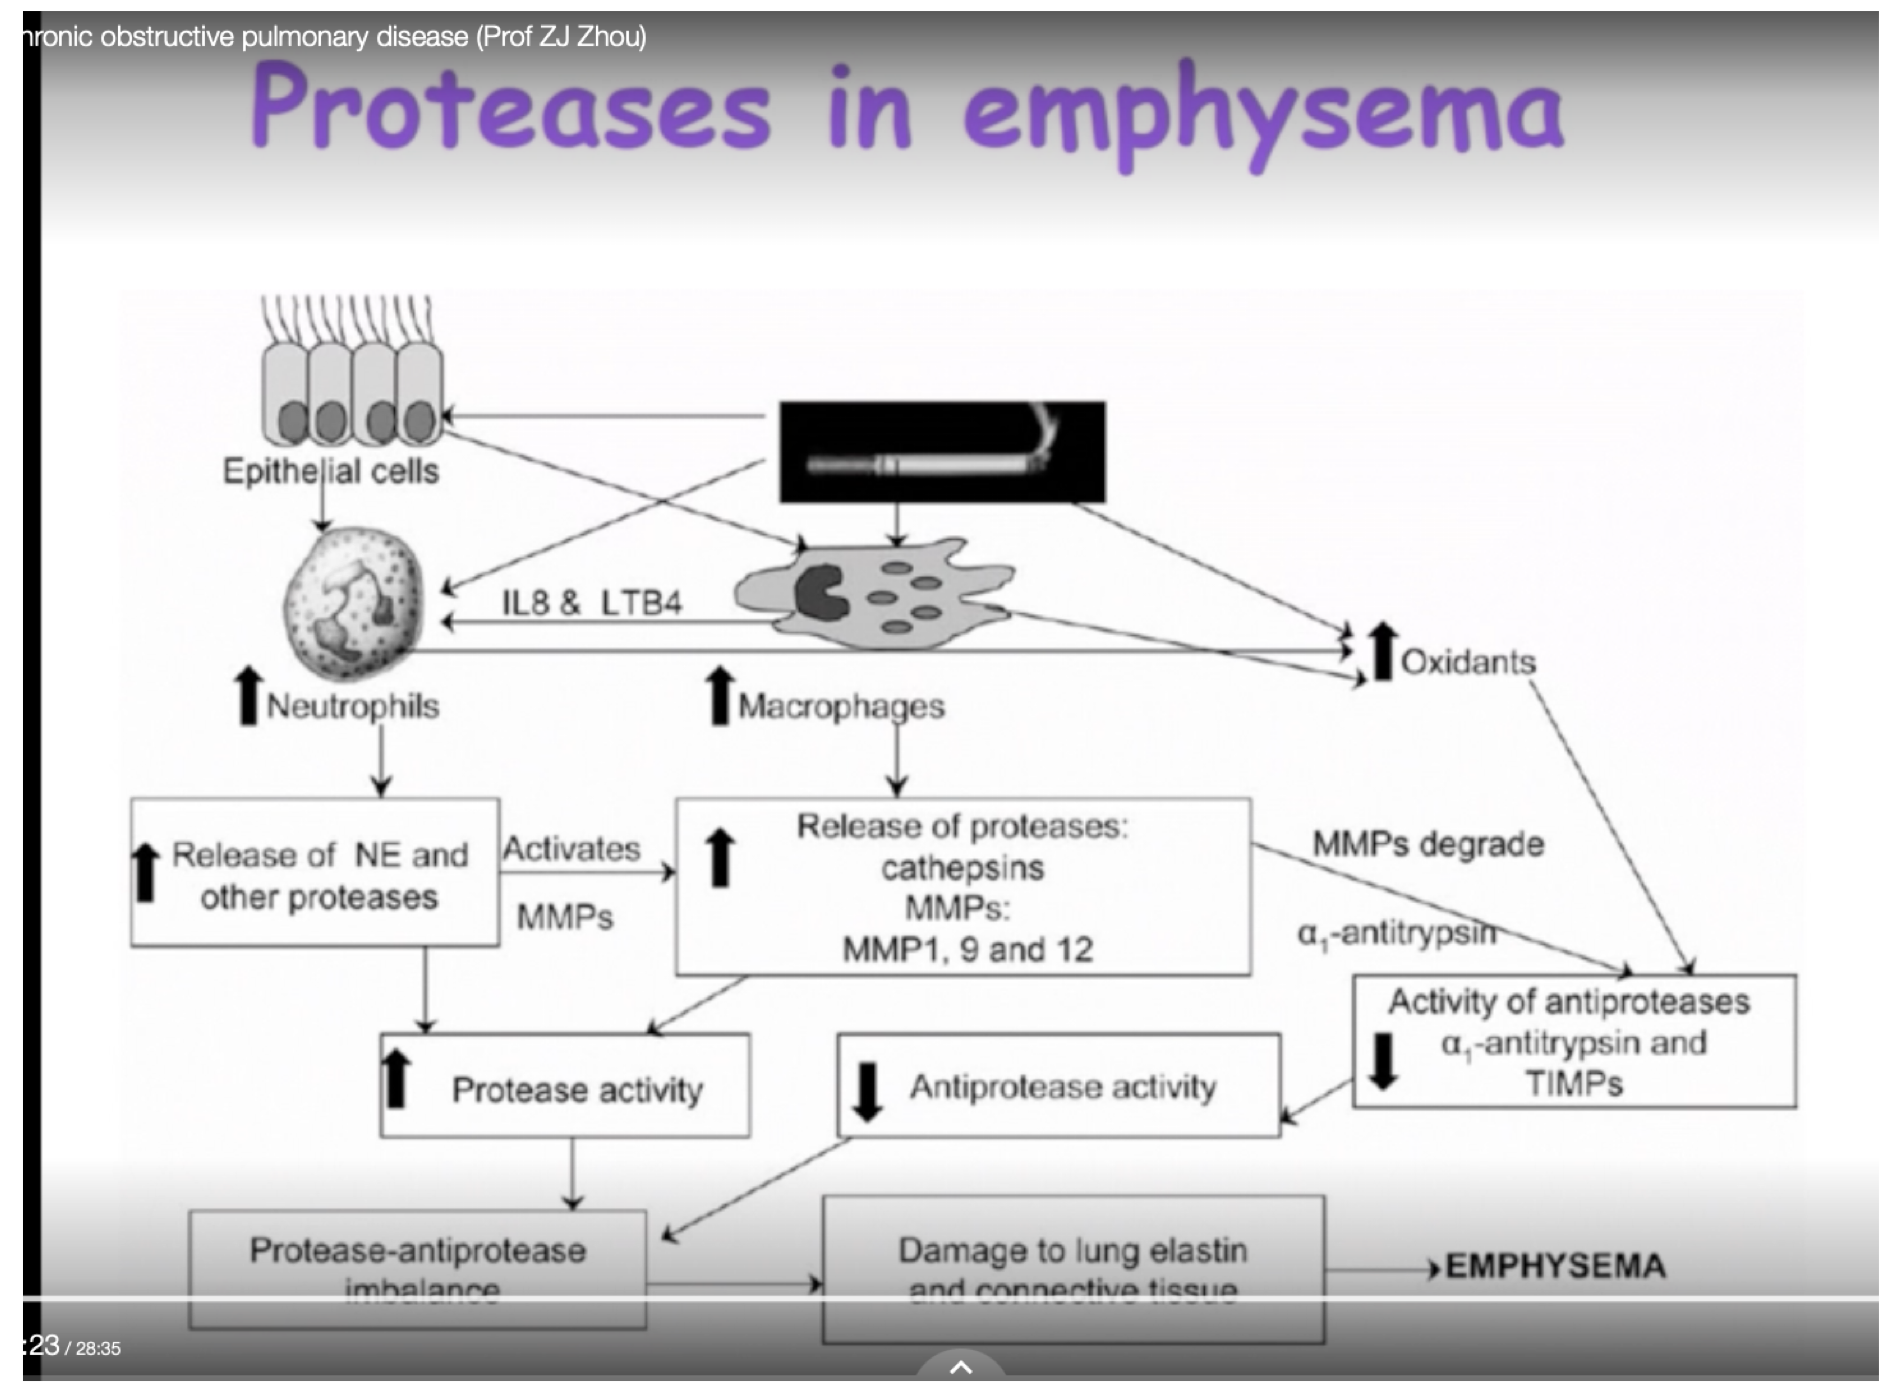 hronic obstructive pulmonary disease (Prof ZJ Zhou)
Proteases in emphysema
Epithelial cells
IL8 & LTB4
Oxidants
Neutrophils
Macrophages
Release of NE and
other proteases
Activates
MMPs
Release of proteases:
cathepsins
MMPs:
MMP1, 9 and 12
MMPs degrade
α₁-antitrypsin
Activity of antiproteases
α₁-antitrypsin and
TIMPs
Protease activity
Antiprotease activity
Protease-antiprotease
imbalance
Damage to lung elastin
and connective tissue
EMPHYSEMA
:23 / 28:35